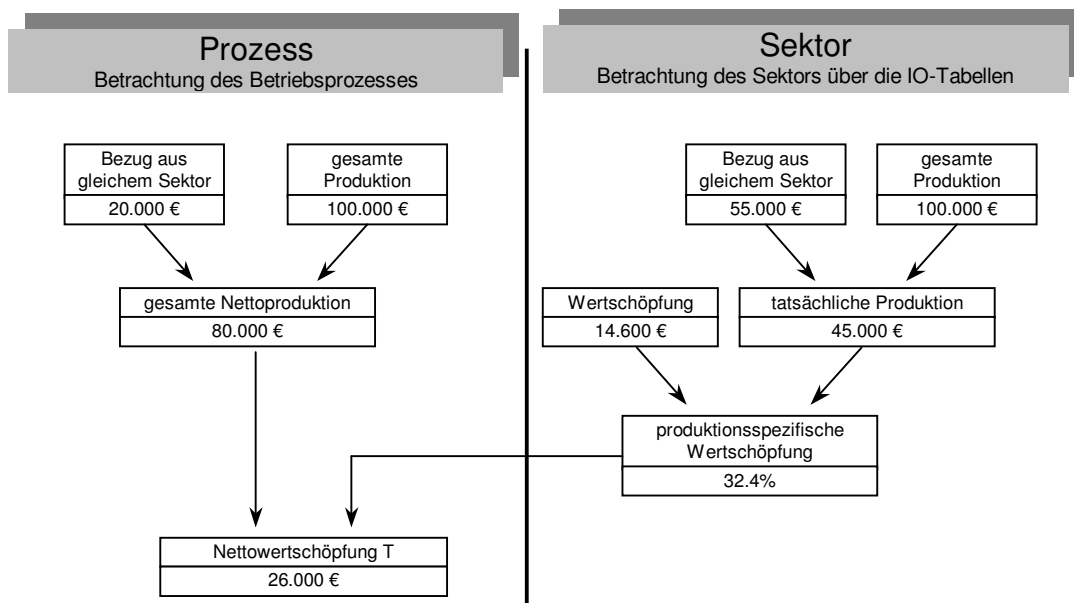 Prozess
Betrachtung des Betriebsprozesses
Sektor
Betrachtung des Sektors über die IO-Tabellen
Bezug aus
gleichem Sektor
20.000 €
gesamte
Produktion
100.000 €
Bezug aus
gleichem Sektor
55.000 €
gesamte
Produktion
100.000 €
gesamte Nettoproduktion
80.000 €
Wertschöpfung
14.600 €
tatsächliche Produktion
45.000 €
produktionsspezifische
Wertschöpfung
32.4%
Nettowertschöpfung T
26.000 €